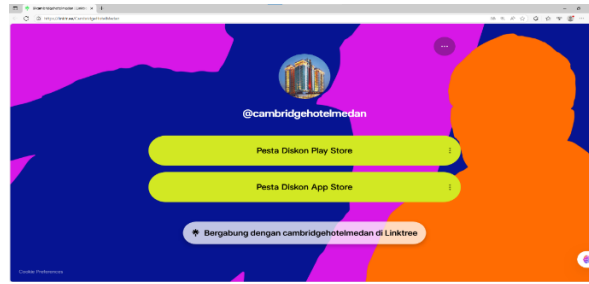 @cambridgehotelmedan
Pesta Diskon Play Store
Pesta Diskon App Store
Bergabung dengan cambridgehotelmedan di Linktree
Cookie Preferences